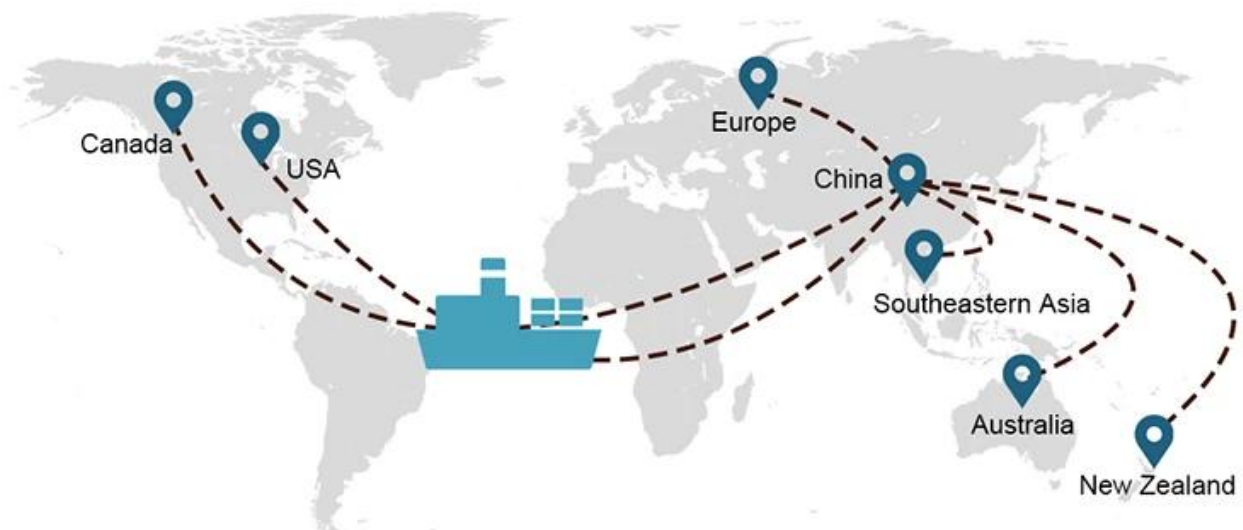 Canada
USA
Europe
China
Southeastern Asia
Australia
New Zealand